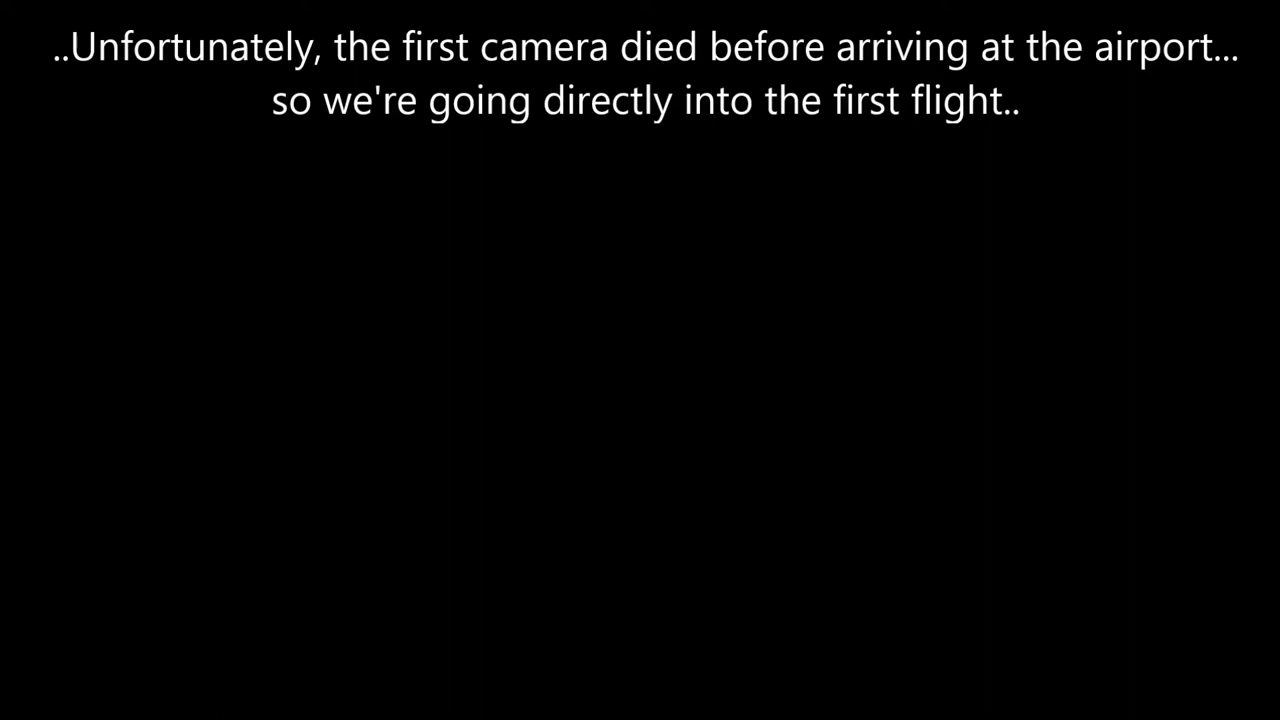 ..Unfortunately, the first camera died before arriving at the airport...
so we're going directly into the first flight..